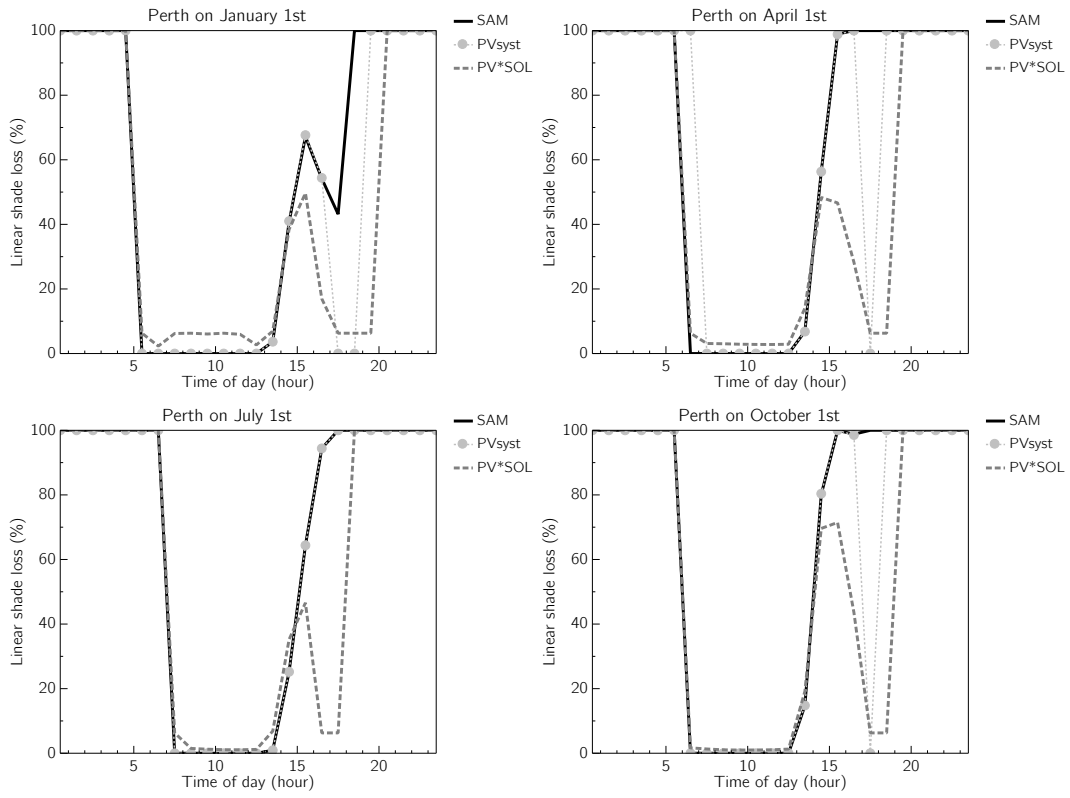 Perth on January 1st
SAM
PVsyst
PV*SOL
100
80
60
40
20
0
Linear shade loss (%)
5 10 15 20
Time of day (hour)
Perth on April 1st
SAM
PVsyst
PV*SOL
100
80
60
40
20
0
Linear shade loss (%)
5 10 15 20
Time of day (hour)
Perth on July 1st
SAM
PVsyst
PV*SOL
100
80
60
40
20
0
Linear shade loss (%)
5 10 15 20
Time of day (hour)
Perth on October 1st
SAM
PVsyst
PV*SOL
100
80
60
40
20
0
Linear shade loss (%)
5 10 15 20
Time of day (hour)